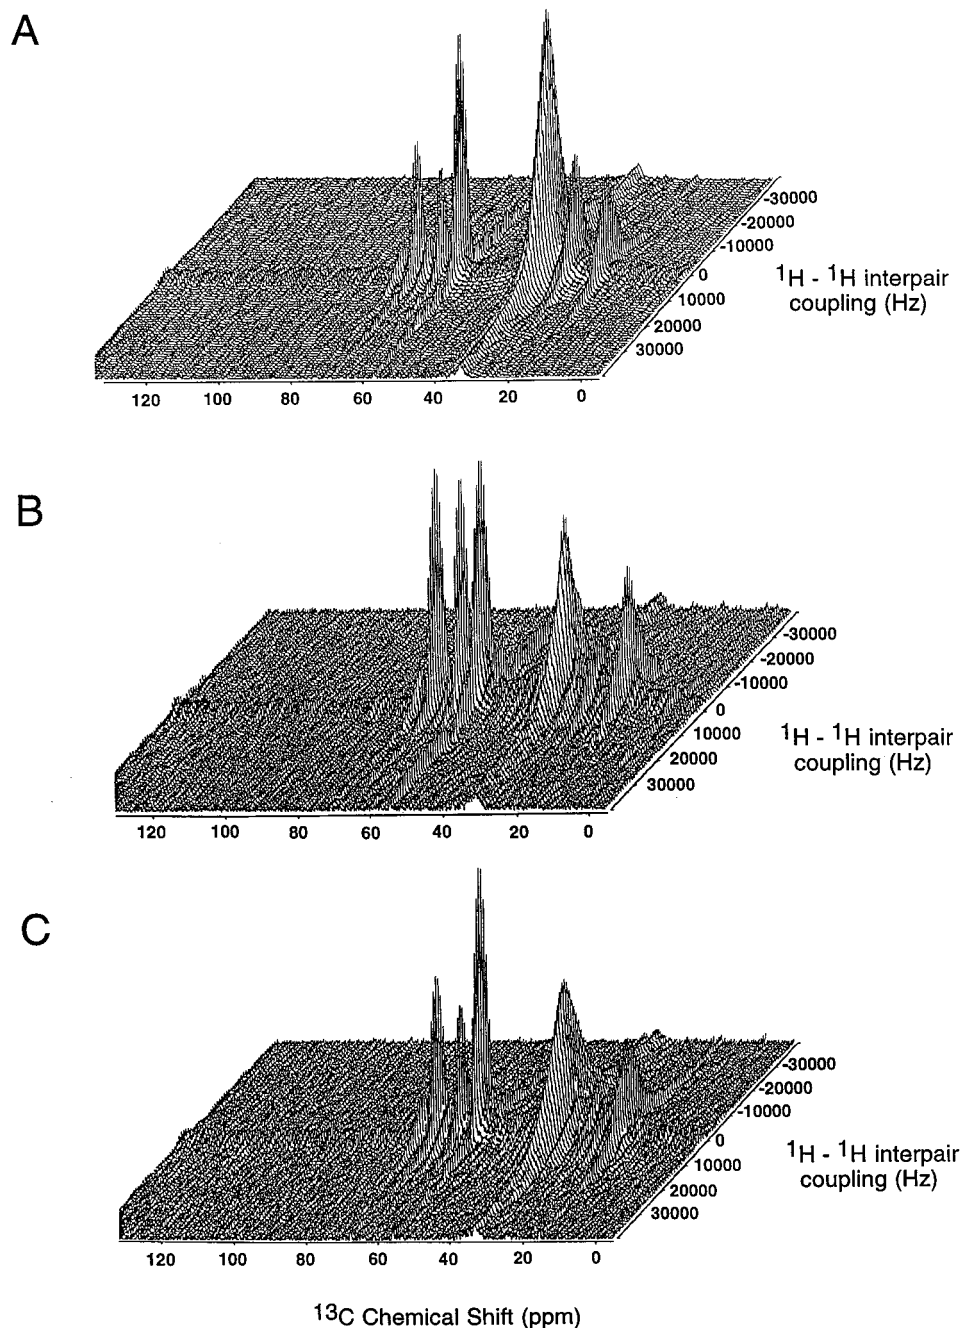 A
-30000
-20000
-10000
0
10000
20000
30000
1H - 1H interpair
coupling (Hz)
120 100 80 60 40 20 0
B
-30000
-20000
-10000
0
10000
20000
30000
1H - 1H interpair
coupling (Hz)
120 100 80 60 40 20 0
C
-30000
-20000
-10000
0
10000
20000
30000
1H - 1H interpair
coupling (Hz)
120 100 80 60 40 20 0
13C Chemical Shift (ppm)